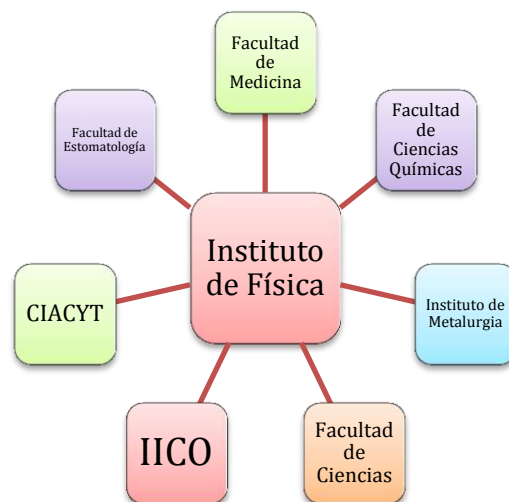 Facultad
de
Medicina
Facultad
de
Ciencias
Químicas
Instituto de
Metalurgia
Facultad
de
Ciencias
IICO
CIACYT
Facultad de
Estomatología
Instituto
de Física